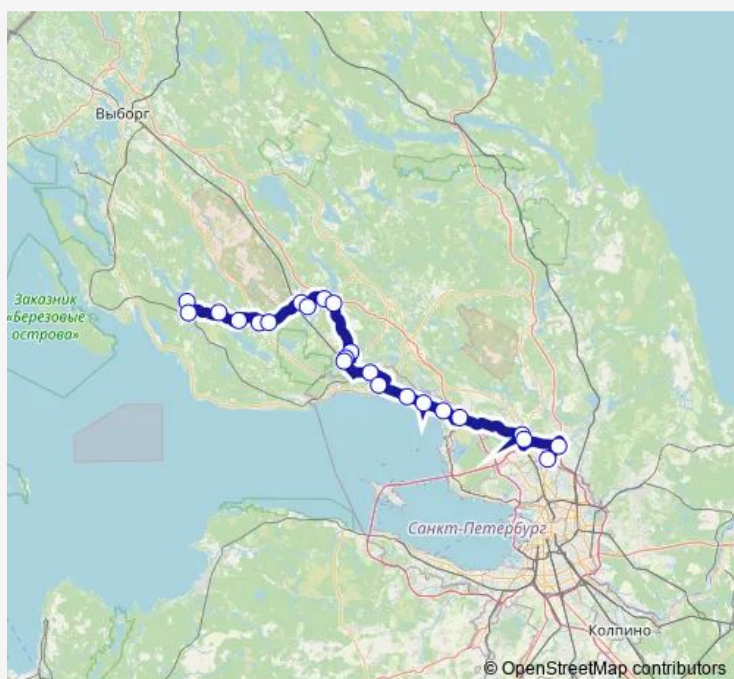 Выборг
Заказник
«Березовые
острова»
Санкт-Петербург
Колпино
© OpenStreetMap contributors